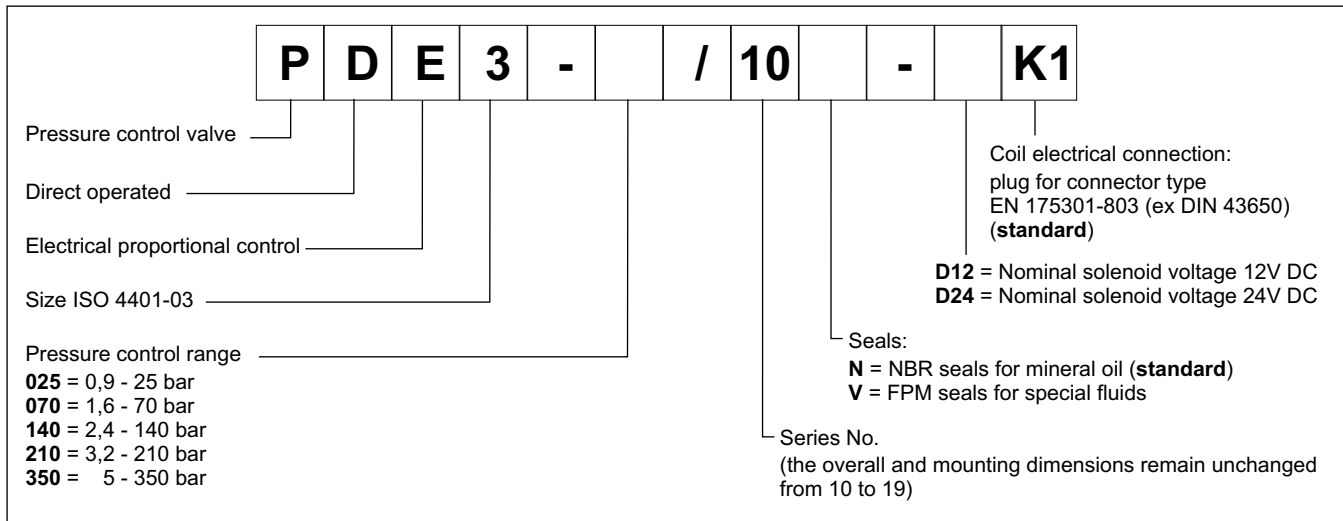 P D E 3 - / 10 - K1
Pressure control valve
Direct operated
Electrical proportional control
Size ISO 4401-03
Pressure control range
025 = 0,9 - 25 bar
070 = 1,6 - 70 bar
140 = 2,4 - 140 bar
210 = 3,2 - 210 bar
350 = 5 - 350 bar
Coil electrical connection:
plug for connector type
EN 175301-803 (ex DIN 43650)
(standard)
D12 = Nominal solenoid voltage 12V DC
D24 = Nominal solenoid voltage 24V DC
Seals:
N = NBR seals for mineral oil (standard)
V = FPM seals for special fluids
Series No.
(the overall and mounting dimensions remain unchanged
from 10 to 19)